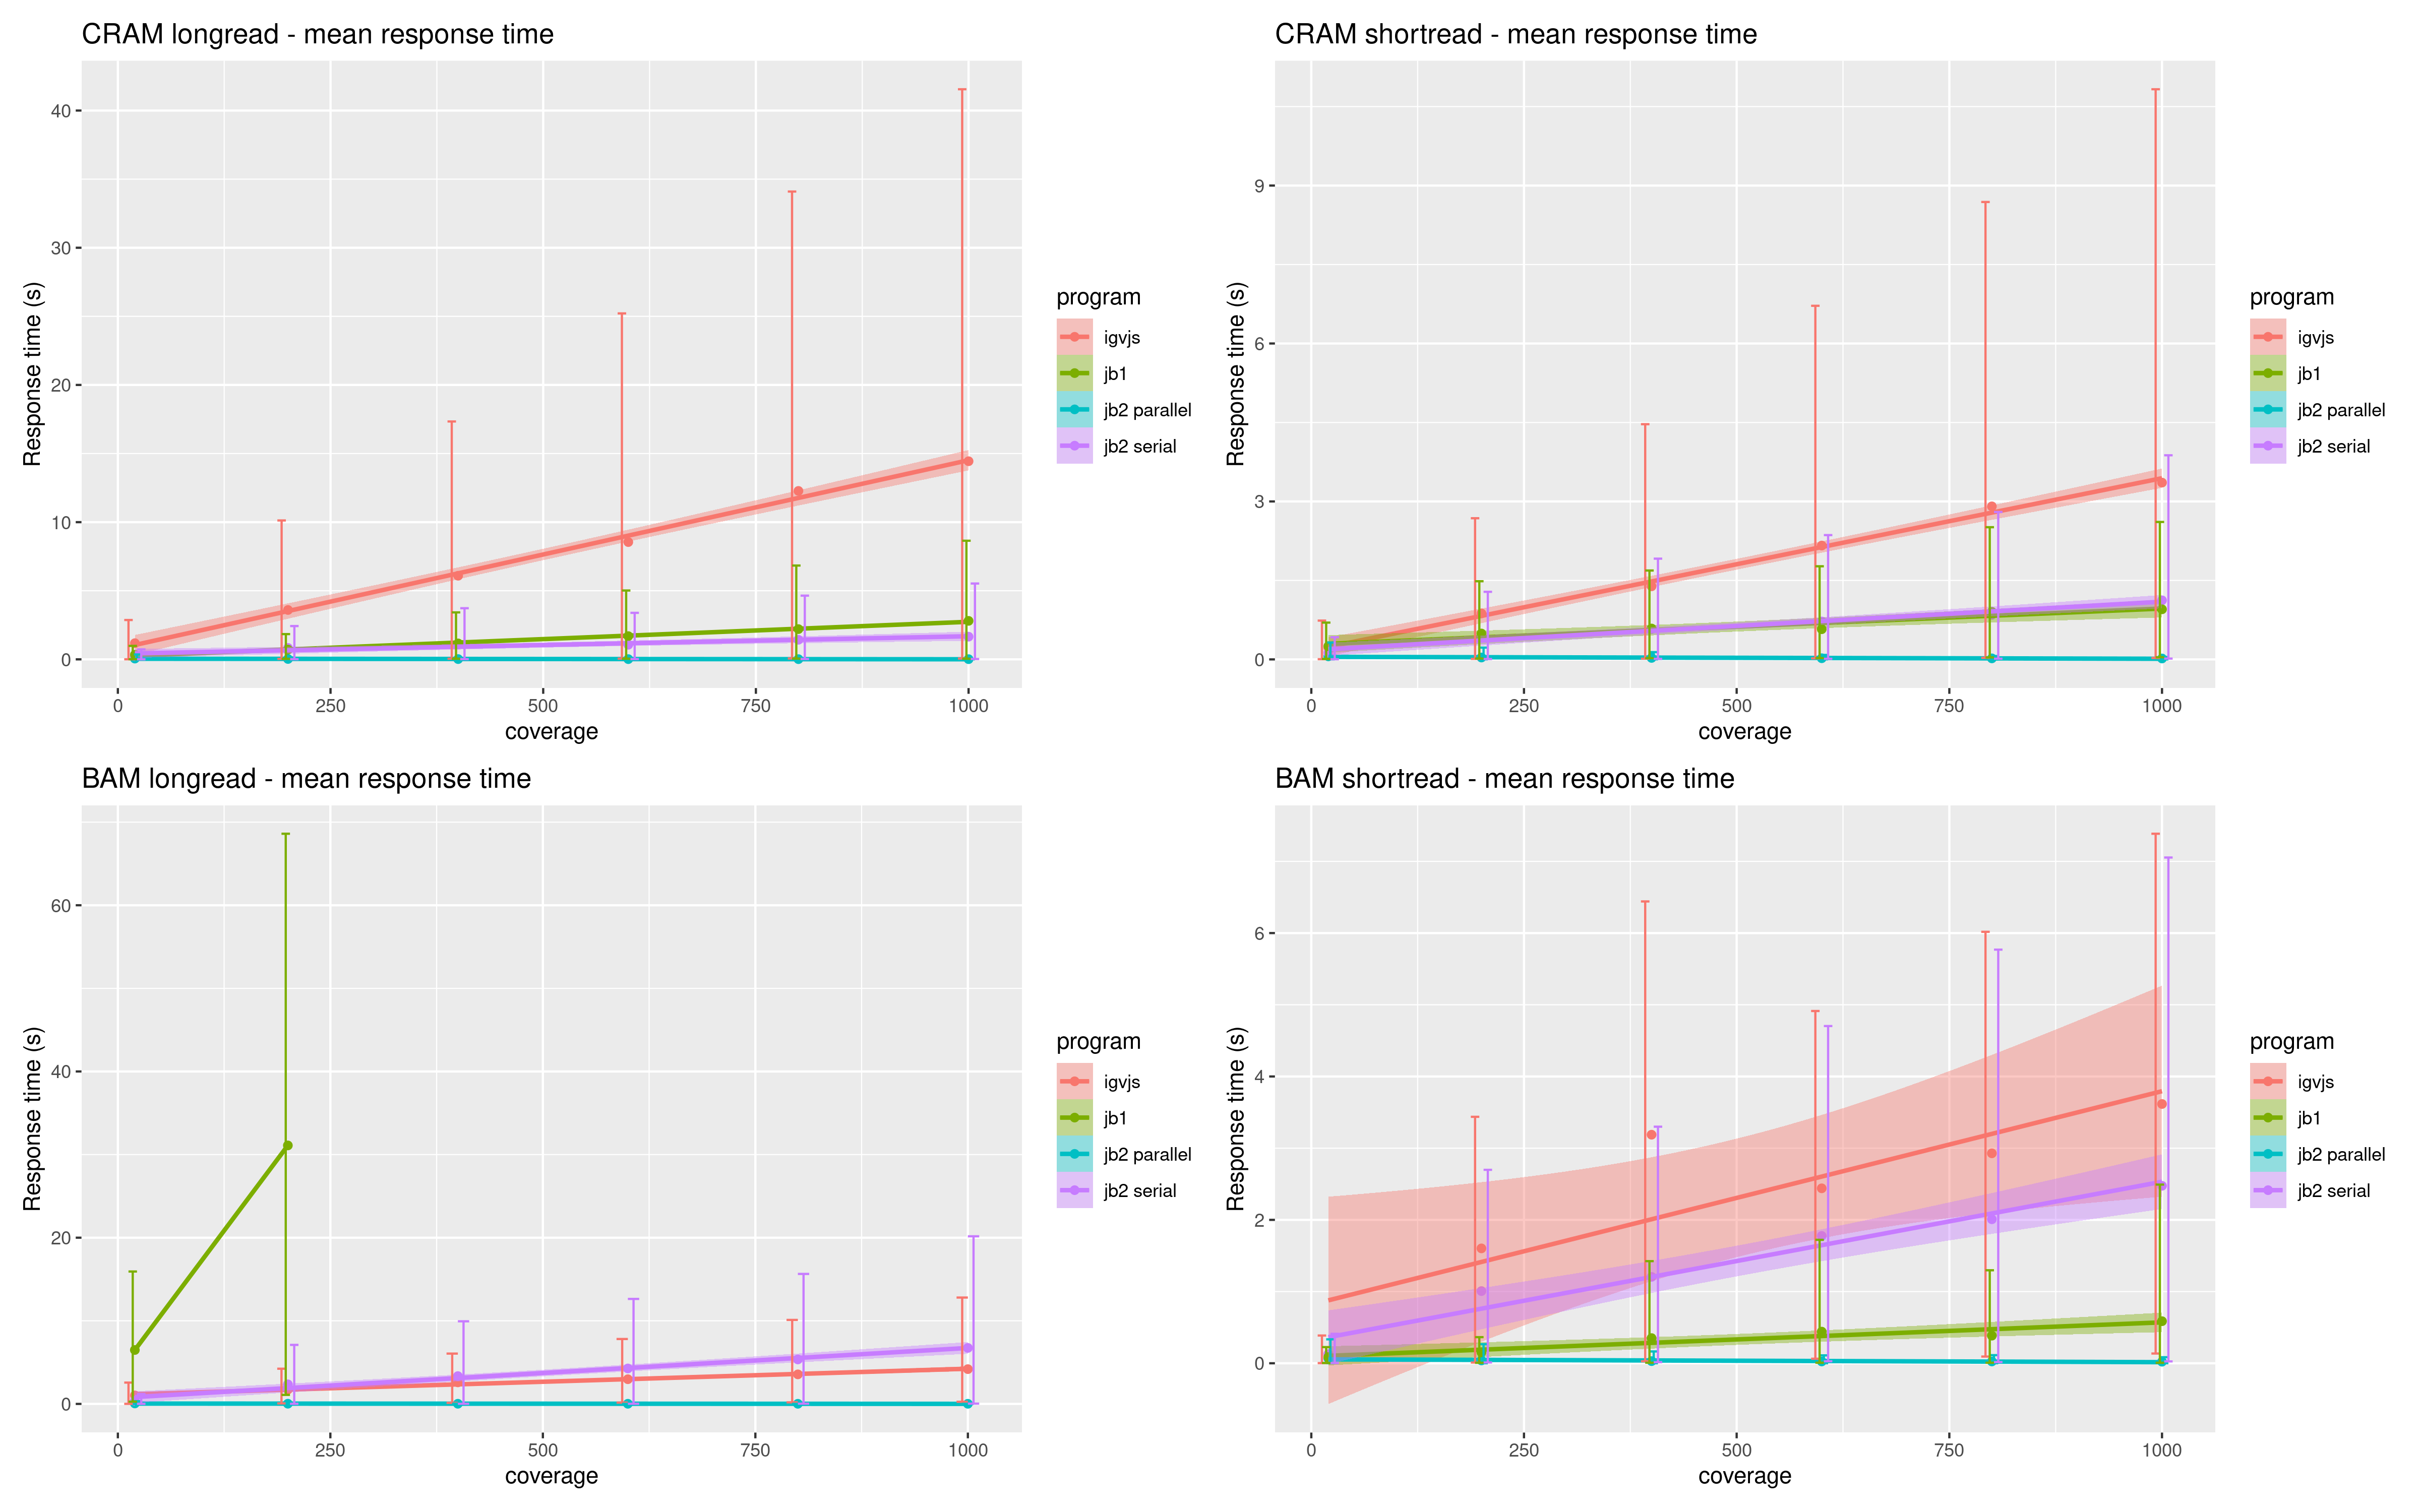 CRAM longread - mean response time
Response time (s)
40
30
20
10
0
0 250 500 750 1000
coverage
program
igvjs
jb1
jb2 parallel
jb2 serial
CRAM shortread - mean response time
Response time (s)
9
6
3
0
0 250 500 750 1000
coverage
program
igvjs
jb1
jb2 parallel
jb2 serial
BAM longread - mean response time
Response time (s)
60
40
20
0
0 250 500 750 1000
coverage
program
igvjs
jb1
jb2 parallel
jb2 serial
BAM shortread - mean response time
Response time (s)
6
4
2
0
0 250 500 750 1000
coverage
program
igvjs
jb1
jb2 parallel
jb2 serial